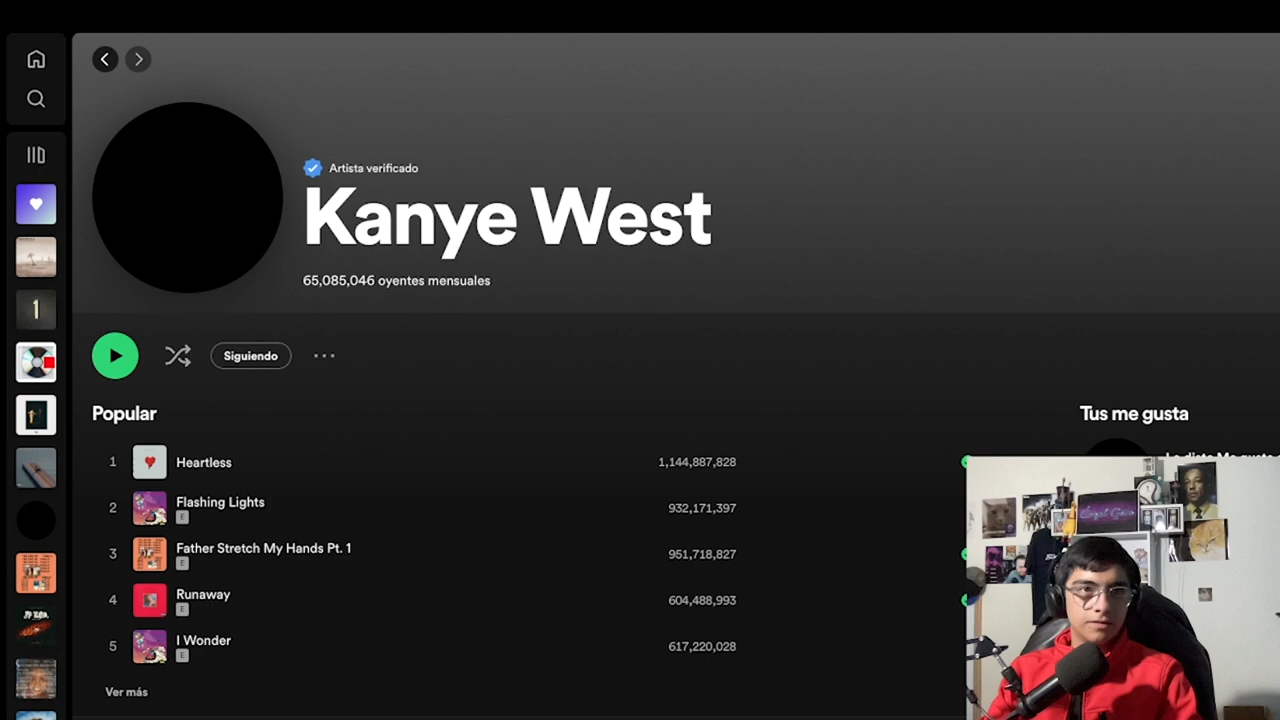 Artista verificado
Kanye West
65,085,046 oyentes mensuales
Siguiendo
Popular
Tus me gusta
1 Heartless 1,144,887,828
2 Flashing Lights 932,171,397
E
3 Father Stretch My Hands Pt. 1 951,718,827
E
4 Runaway 604,488,993
E
5 I Wonder 617,220,028
E
Ver más